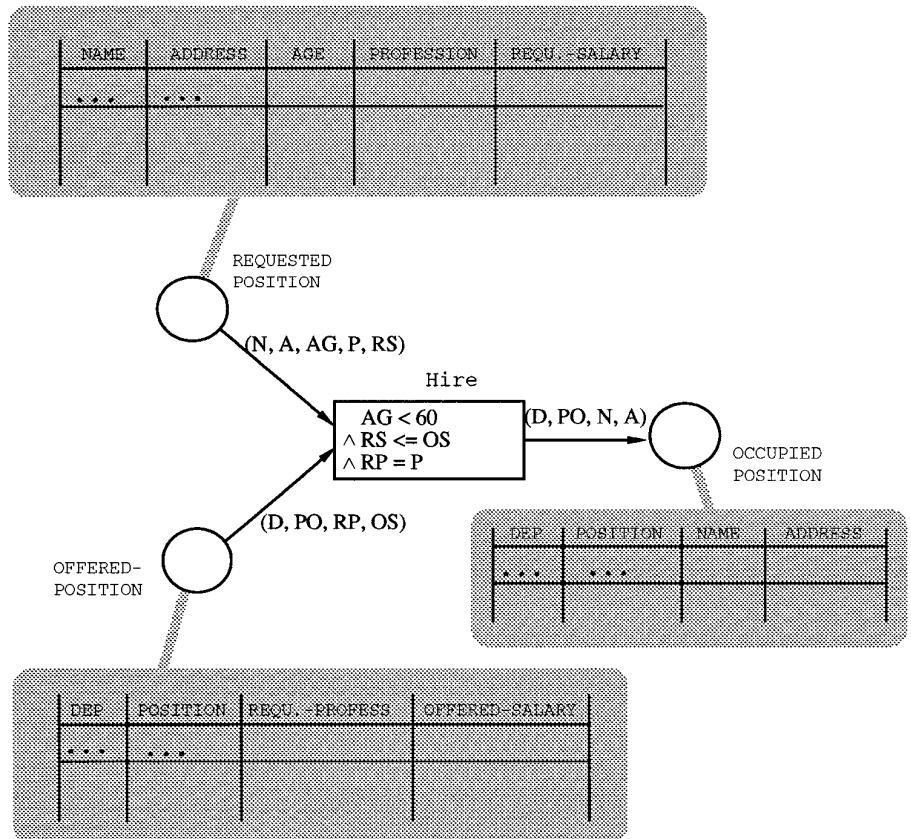 NAME ADDRESS AGE PROFESSION REQU.-SALARY
... ...
REQUESTED
POSITION
(N, A, AG, P, RS)
Hire
AG < 60
∧ RS <= OS
∧ RP = P
(D, PO, N, A)
OCCUPIED
POSITION
(D, PO, RP, OS)
OFFERED-
POSITION
DEP POSITION NAME ADDRESS
... ...
DEP POSITION REQU.-PROFESS OFFERED-SALARY
... ...